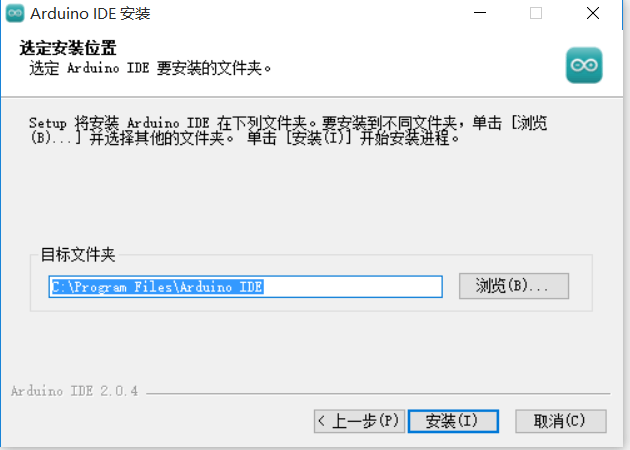 Arduino IDE 安装
选定安装位置
选定 Arduino IDE 要安装的文件夹。
Setup 将安装 Arduino IDE 在下列文件夹。要安装到不同文件夹，单击 [浏览
(B)...] 并选择其他的文件夹。 单击 [安装(I)] 开始安装进程。
目标文件夹
C:\Program Files\Arduino IDE
浏览(B)...
Arduino IDE 2.0.4
< 上一步(P)
安装(I)
取消(C)